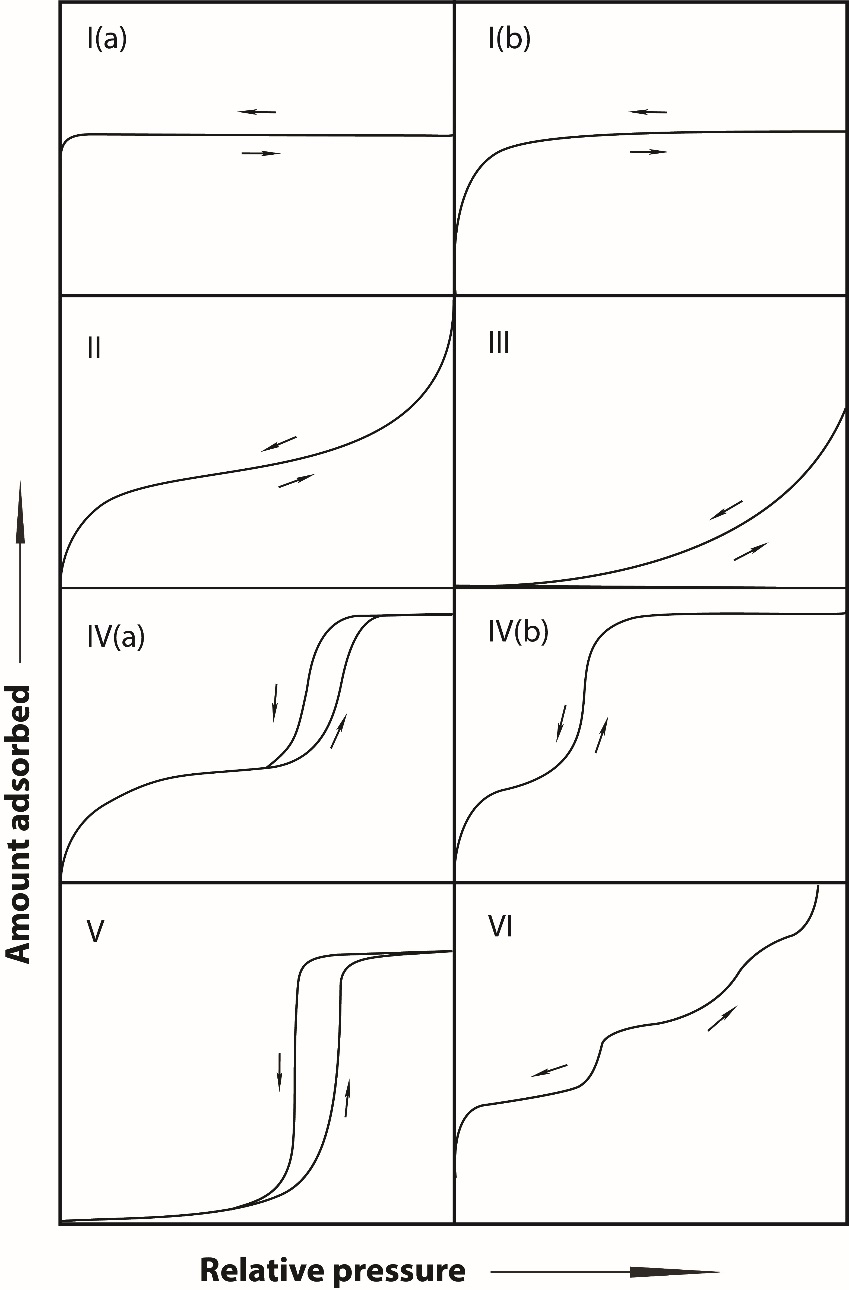 I(a)
I(b)
II
III
IV(a)
IV(b)
V
VI
Amount adsorbed
Relative pressure